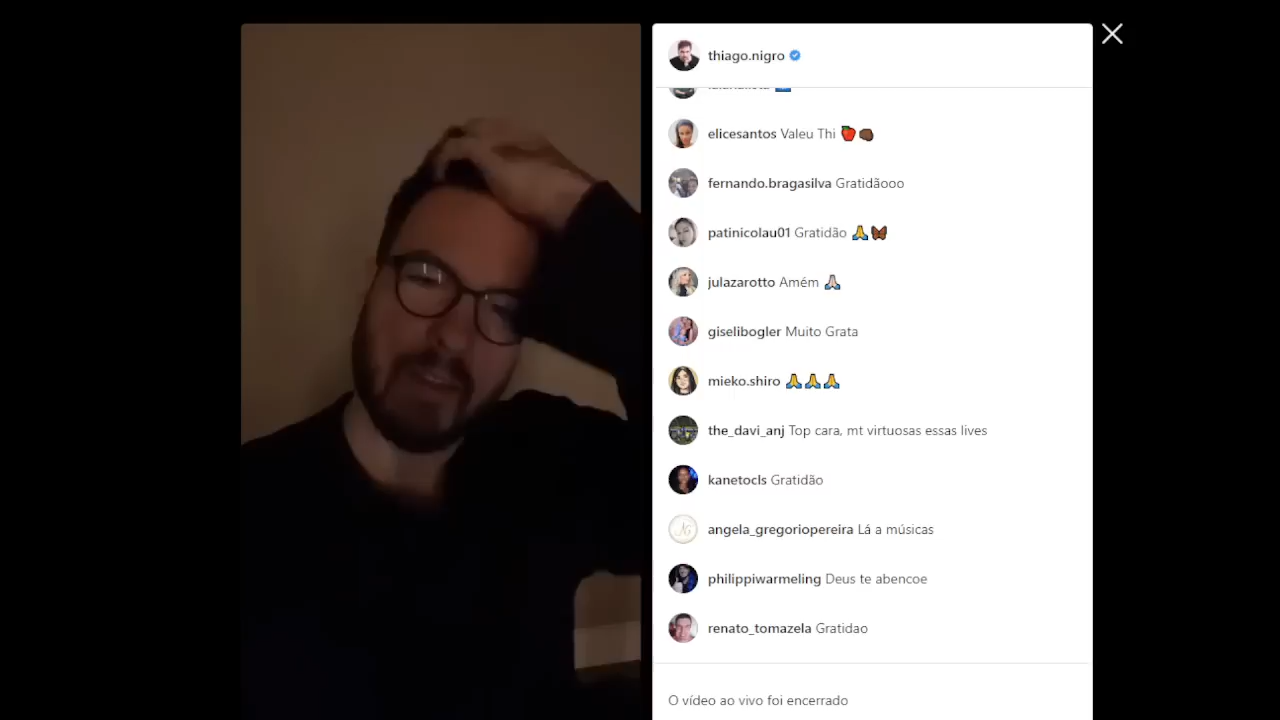 thiago.nigro
elicesantos Valeu Thi
fernando.bragasilva Gratidãooo
patinicolau01 Gratidão
julazarotto Amém
giselibogler Muito Grata
mieko.shiro
the_davi_anj Top cara, mt virtuosas essas lives
kanetocls Gratidão
angela_gregoriopereira Lá a músicas
philippiwarmeling Deus te abencoe
renato_tomazela Gratidao
O vídeo ao vivo foi encerrado